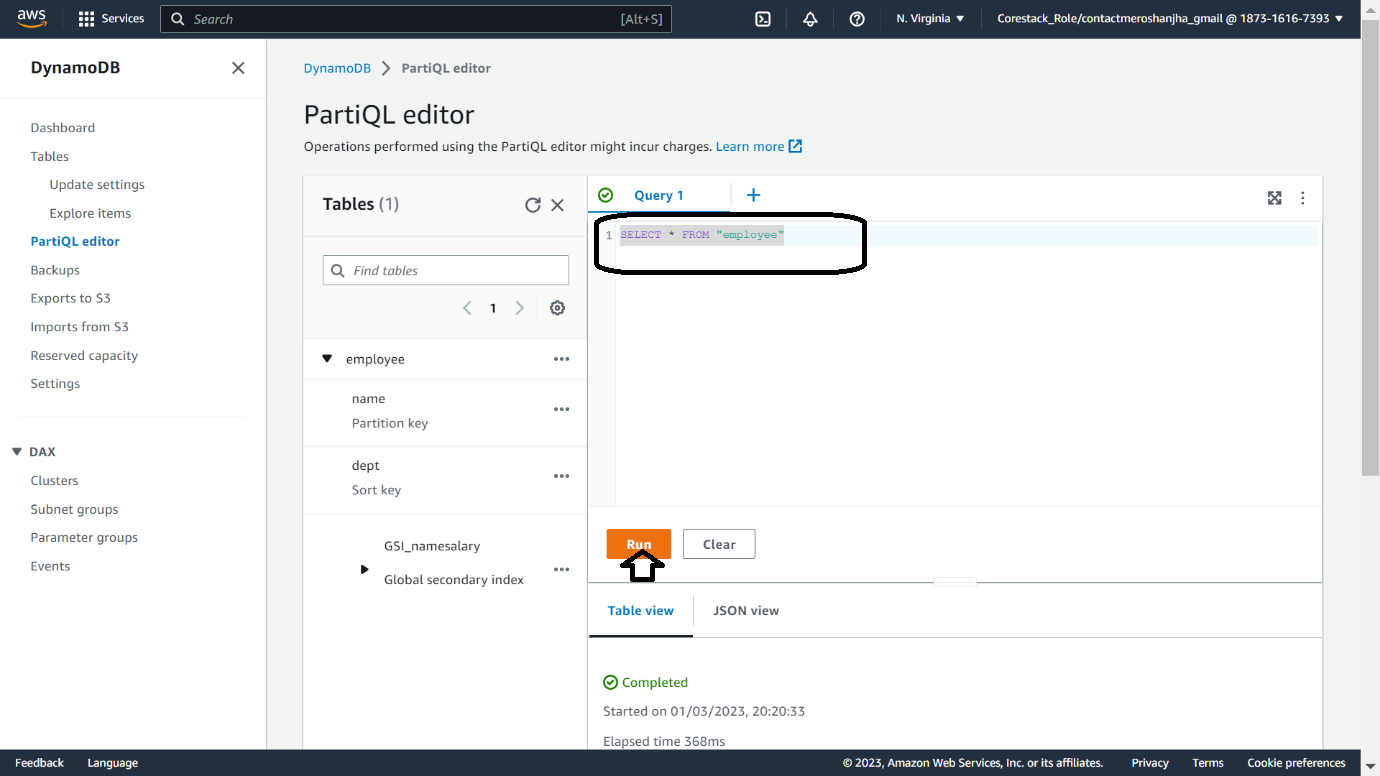 aws
Services
Search
[Alt+S]
N. Virginia
Corestack_Role/contactmeroshanjha_gmail @ 1873-1616-7393
DynamoDB
Dashboard
Tables
Update settings
Explore items
PartiQL editor
Backups
Exports to S3
Imports from S3
Reserved capacity
Settings
DAX
Clusters
Subnet groups
Parameter groups
Events
DynamoDB > PartiQL editor
PartiQL editor
Operations performed using the PartiQL editor might incur charges. Learn more
Tables (1)
Find tables
1
employee
name
Partition key
dept
Sort key
GSI_namesalary
Global secondary index
Query 1
1 SELECT * FROM "employee"
Run
Clear
Table view
JSON view
Completed
Started on 01/03/2023, 20:20:33
Elapsed time 368ms
Feedback
Language
© 2023, Amazon Web Services, Inc. or its affiliates.
Privacy
Terms
Cookie preferences